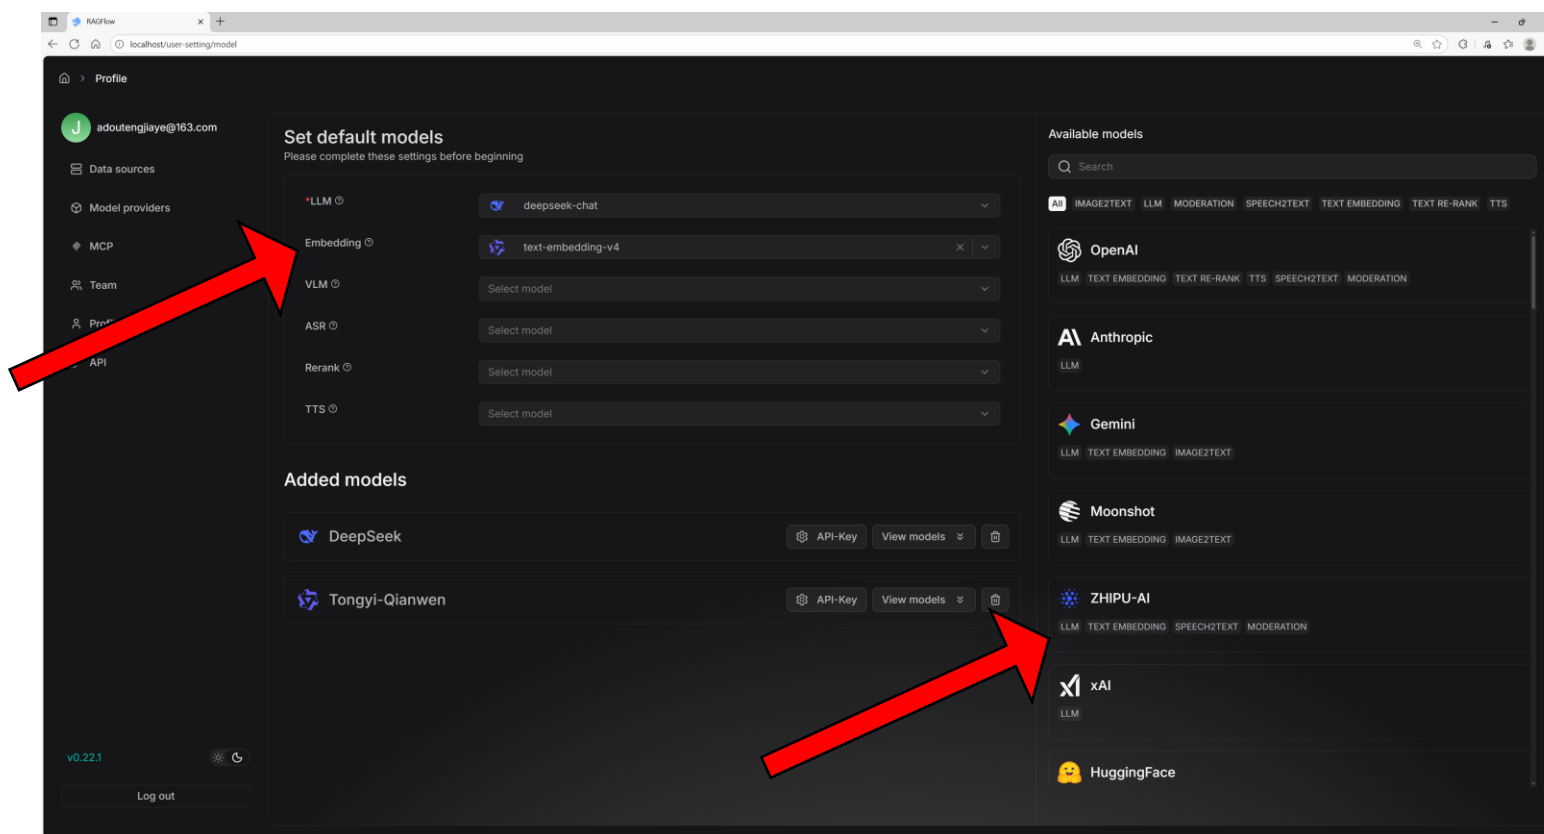 RAGFlow
localhost/user-setting/model
Profile
J
adoutengjiaye@163.com
Data sources
Model providers
MCP
Team
API
v0.22.1
Log out
Set default models
Please complete these settings before beginning
*LLM
deepseek-chat
Embedding
text-embedding-v4
VLM
Select model
ASR
Select model
Rerank
Select model
TTS
Select model
Added models
DeepSeek
API-Key
View models
Tongyi-Qianwen
API-Key
View models
Available models
Search
All IMAGE2TEXT LLM MODERATION SPEECH2TEXT TEXT EMBEDDING TEXT RE-RANK TTS
OpenAI
LLM TEXT EMBEDDING TEXT RE-RANK TTS SPEECH2TEXT MODERATION
Anthropic
LLM
Gemini
LLM TEXT EMBEDDING IMAGE2TEXT
Moonshot
LLM TEXT EMBEDDING IMAGE2TEXT
ZHIPU-AI
LLM TEXT EMBEDDING SPEECH2TEXT MODERATION
xAI
LLM
HuggingFace